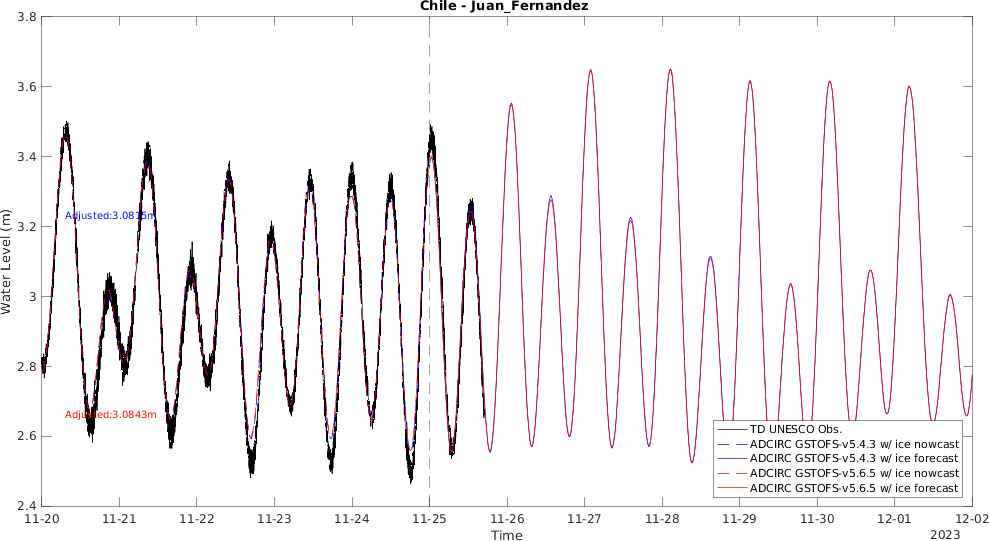 Chile - Juan_Fernandez
3.8
3.6
3.4
3.2
3
2.8
2.6
2.4
Water Level (m)
Adjusted:3.0815m
Adjusted:3.0843m
TD UNESCO Obs.
ADCIRC GSTOFS-v5.4.3 w/ ice nowcast
ADCIRC GSTOFS-v5.4.3 w/ ice forecast
ADCIRC GSTOFS-v5.6.5 w/ ice nowcast
ADCIRC GSTOFS-v5.6.5 w/ ice forecast
11-20 11-21 11-22 11-23 11-24 11-25 11-26 11-27 11-28 11-29 11-30 12-01 12-02
Time
2023